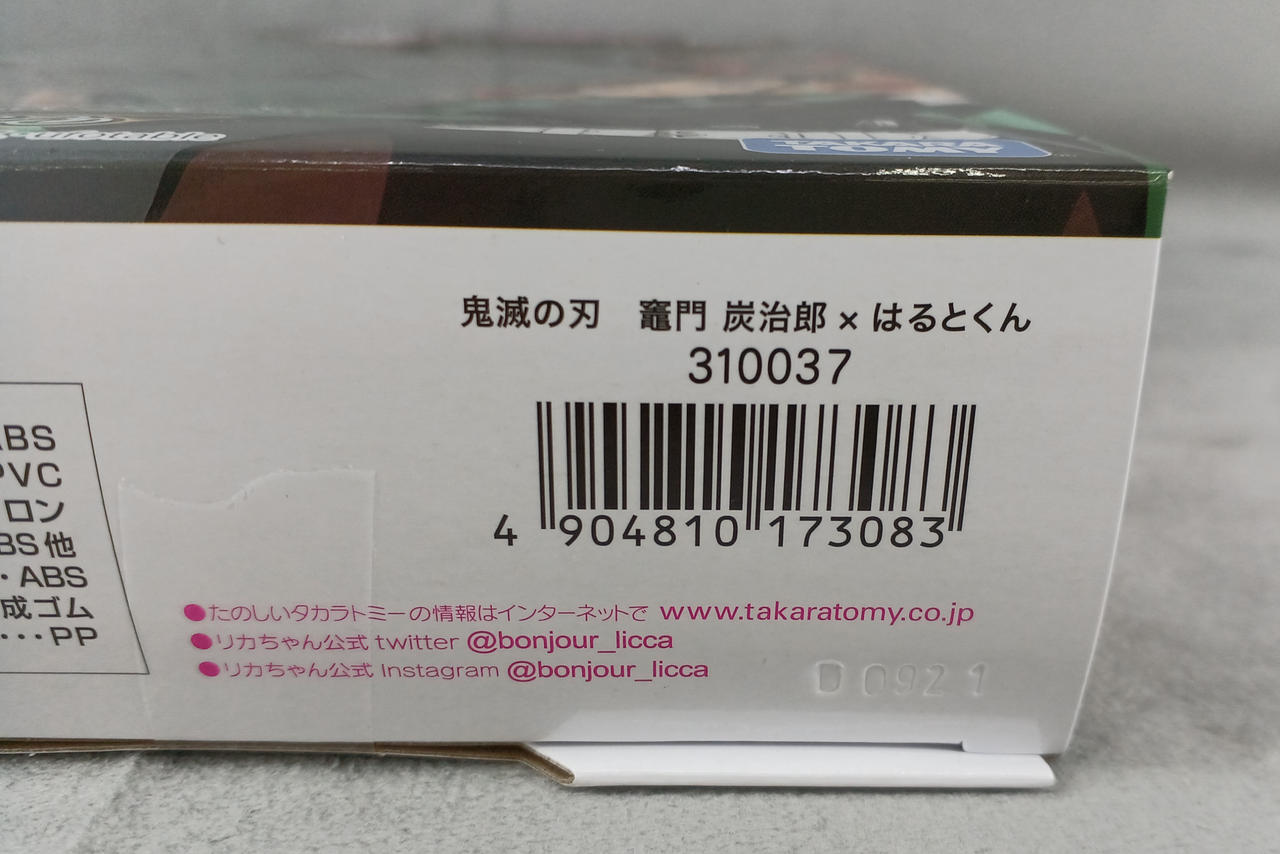 TAKARA TOMY
鬼滅の刃　竈門 炭治郎 × はるとくん
310037
4 904810 173083
ABS
PVC
ロン
BS他
・ABS
成ゴム
・・・PP
●たのしいタカラトミーの情報はインターネットで www.takaratomy.co.jp
●リカちゃん公式 twitter @bonjour_licca
●リカちゃん公式 Instagram @bonjour_licca
D 0921